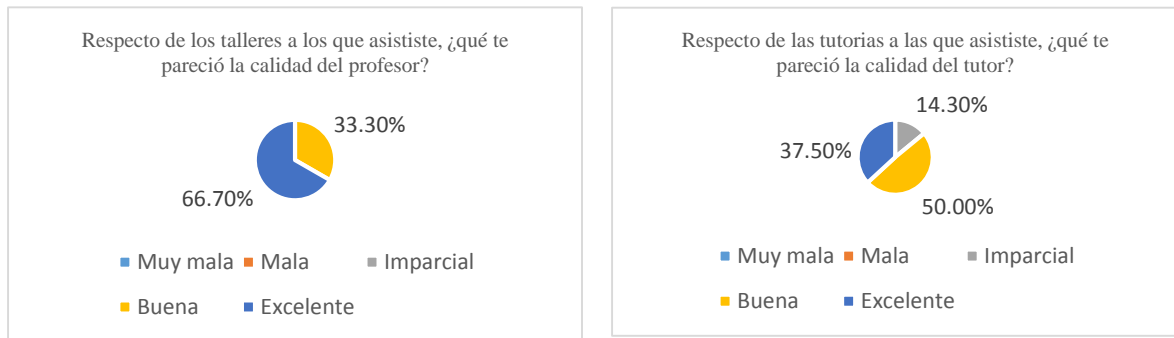 Respecto de los talleres a los que asististe, ¿qué te
pareció la calidad del profesor?
33.30%
66.70%
Muy mala
Mala
Imparcial
Buena
Excelente
Respecto de las tutorias a las que asististe, ¿qué te
pareció la calidad del tutor?
14.30%
37.50%
50.00%
Muy mala
Mala
Imparcial
Buena
Excelente